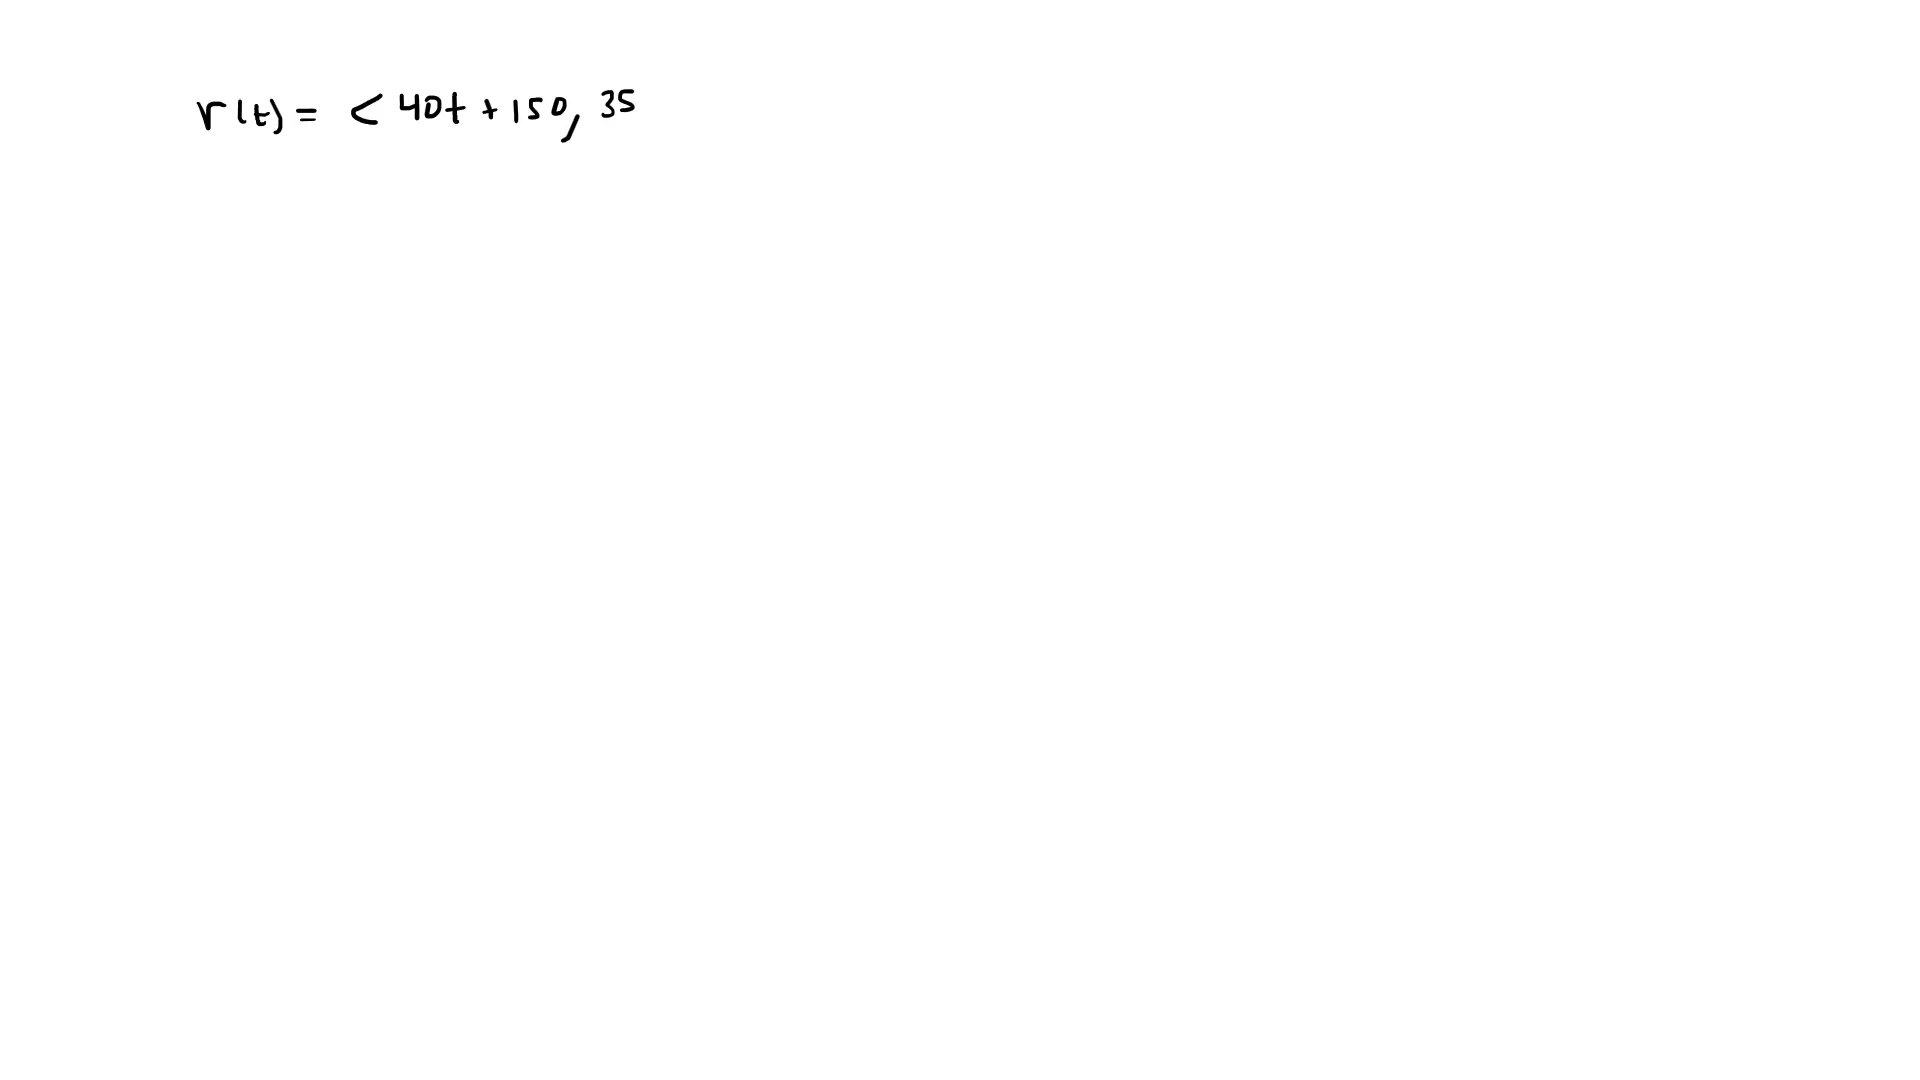 r(t) = < 40t + 150, 35